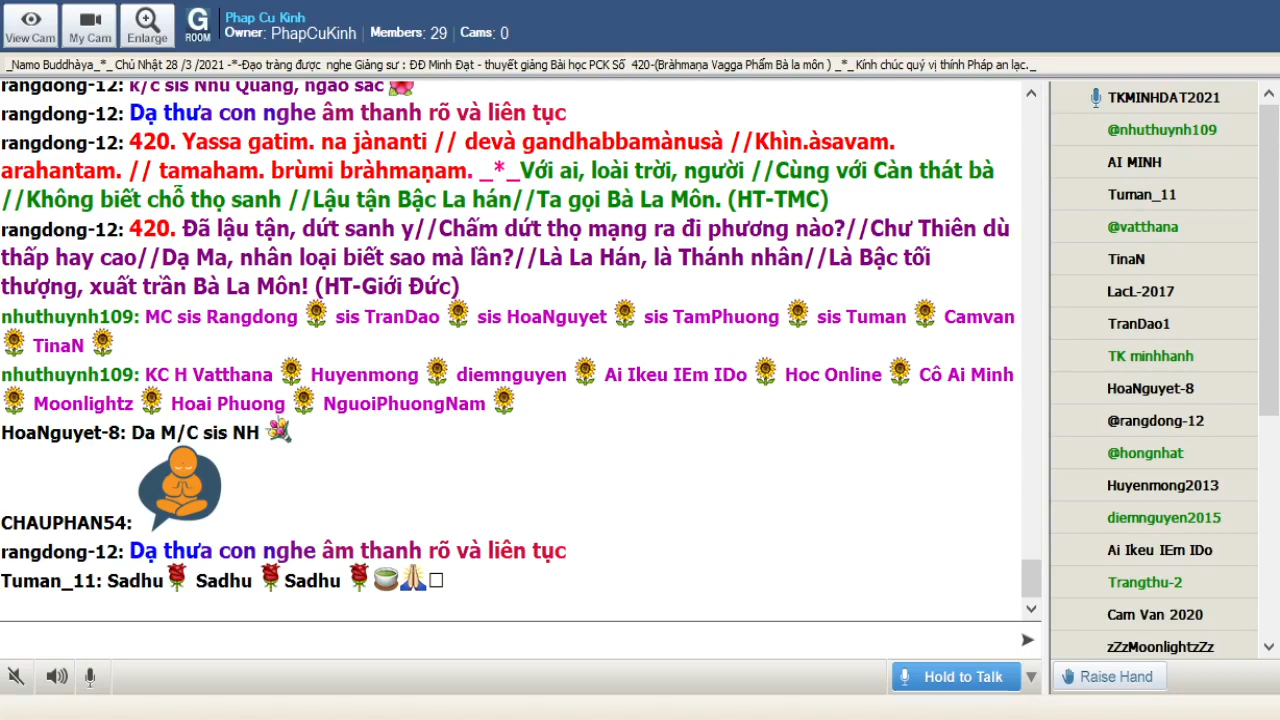 View Cam
My Cam
Enlarge
G
ROOM
Phap Cu Kinh
Owner: PhapCuKinh | Members: 29 | Cams: 0
_Namo Buddhàya_*_ Chủ Nhật 28 /3 /2021 -*-Đạo tràng được nghe Giảng sư : ĐĐ Minh Đạt - thuyết giảng Bài học PCK Số 420-(Bràhmaṇa Vagga Phẩm Bà la môn ) _*_ Kính chúc quý vị thính Pháp an lạc._
rangdong-12: k/c sis Nhu Quang, ngao sac
rangdong-12: Dạ thưa con nghe âm thanh rõ và liên tục
rangdong-12: 420. Yassa gatim. na jànanti // devà gandhabbamànusà //Khìn.àsavam.
arahantam. // tamaham. brùmi bràhmaṇam. _*_Với ai, loài trời, người //Cùng với Càn thát bà
//Không biết chỗ thọ sanh //Lậu tận Bậc La hán//Ta gọi Bà La Môn. (HT-TMC)
rangdong-12: 420. Đã lậu tận, dứt sanh y//Chấm dứt thọ mạng ra đi phương nào?//Chư Thiên dù
thấp hay cao//Dạ Ma, nhân loại biết sao mà lần?//Là La Hán, là Thánh nhân//Là Bậc tối
thượng, xuất trần Bà La Môn! (HT-Giới Đức)
nhuthuynh109: MC sis Rangdong sis TranDao sis HoaNguyet sis TamPhuong sis Tuman Camvan
TinaN
nhuthuynh109: KC H Vatthana Huyenmong diemnguyen Ai Ikeu IEm IDo Hoc Online Cô Ai Minh
Moonlightz Hoai Phuong NguoiPhuongNam
HoaNguyet-8: Da M/C sis NH
CHAUPHAN54:
rangdong-12: Dạ thưa con nghe âm thanh rõ và liên tục
Tuman_11: Sadhu Sadhu Sadhu
Hold to Talk
TKMINHDAT2021
@nhuthuynh109
AI MINH
Tuman_11
@vatthana
TinaN
LacL-2017
TranDao1
TK minhhanh
HoaNguyet-8
@rangdong-12
@hongnhat
Huyenmong2013
diemnguyen2015
Ai Ikeu IEm IDo
Trangthu-2
Cam Van 2020
zZzMoonlightzZz
Raise Hand